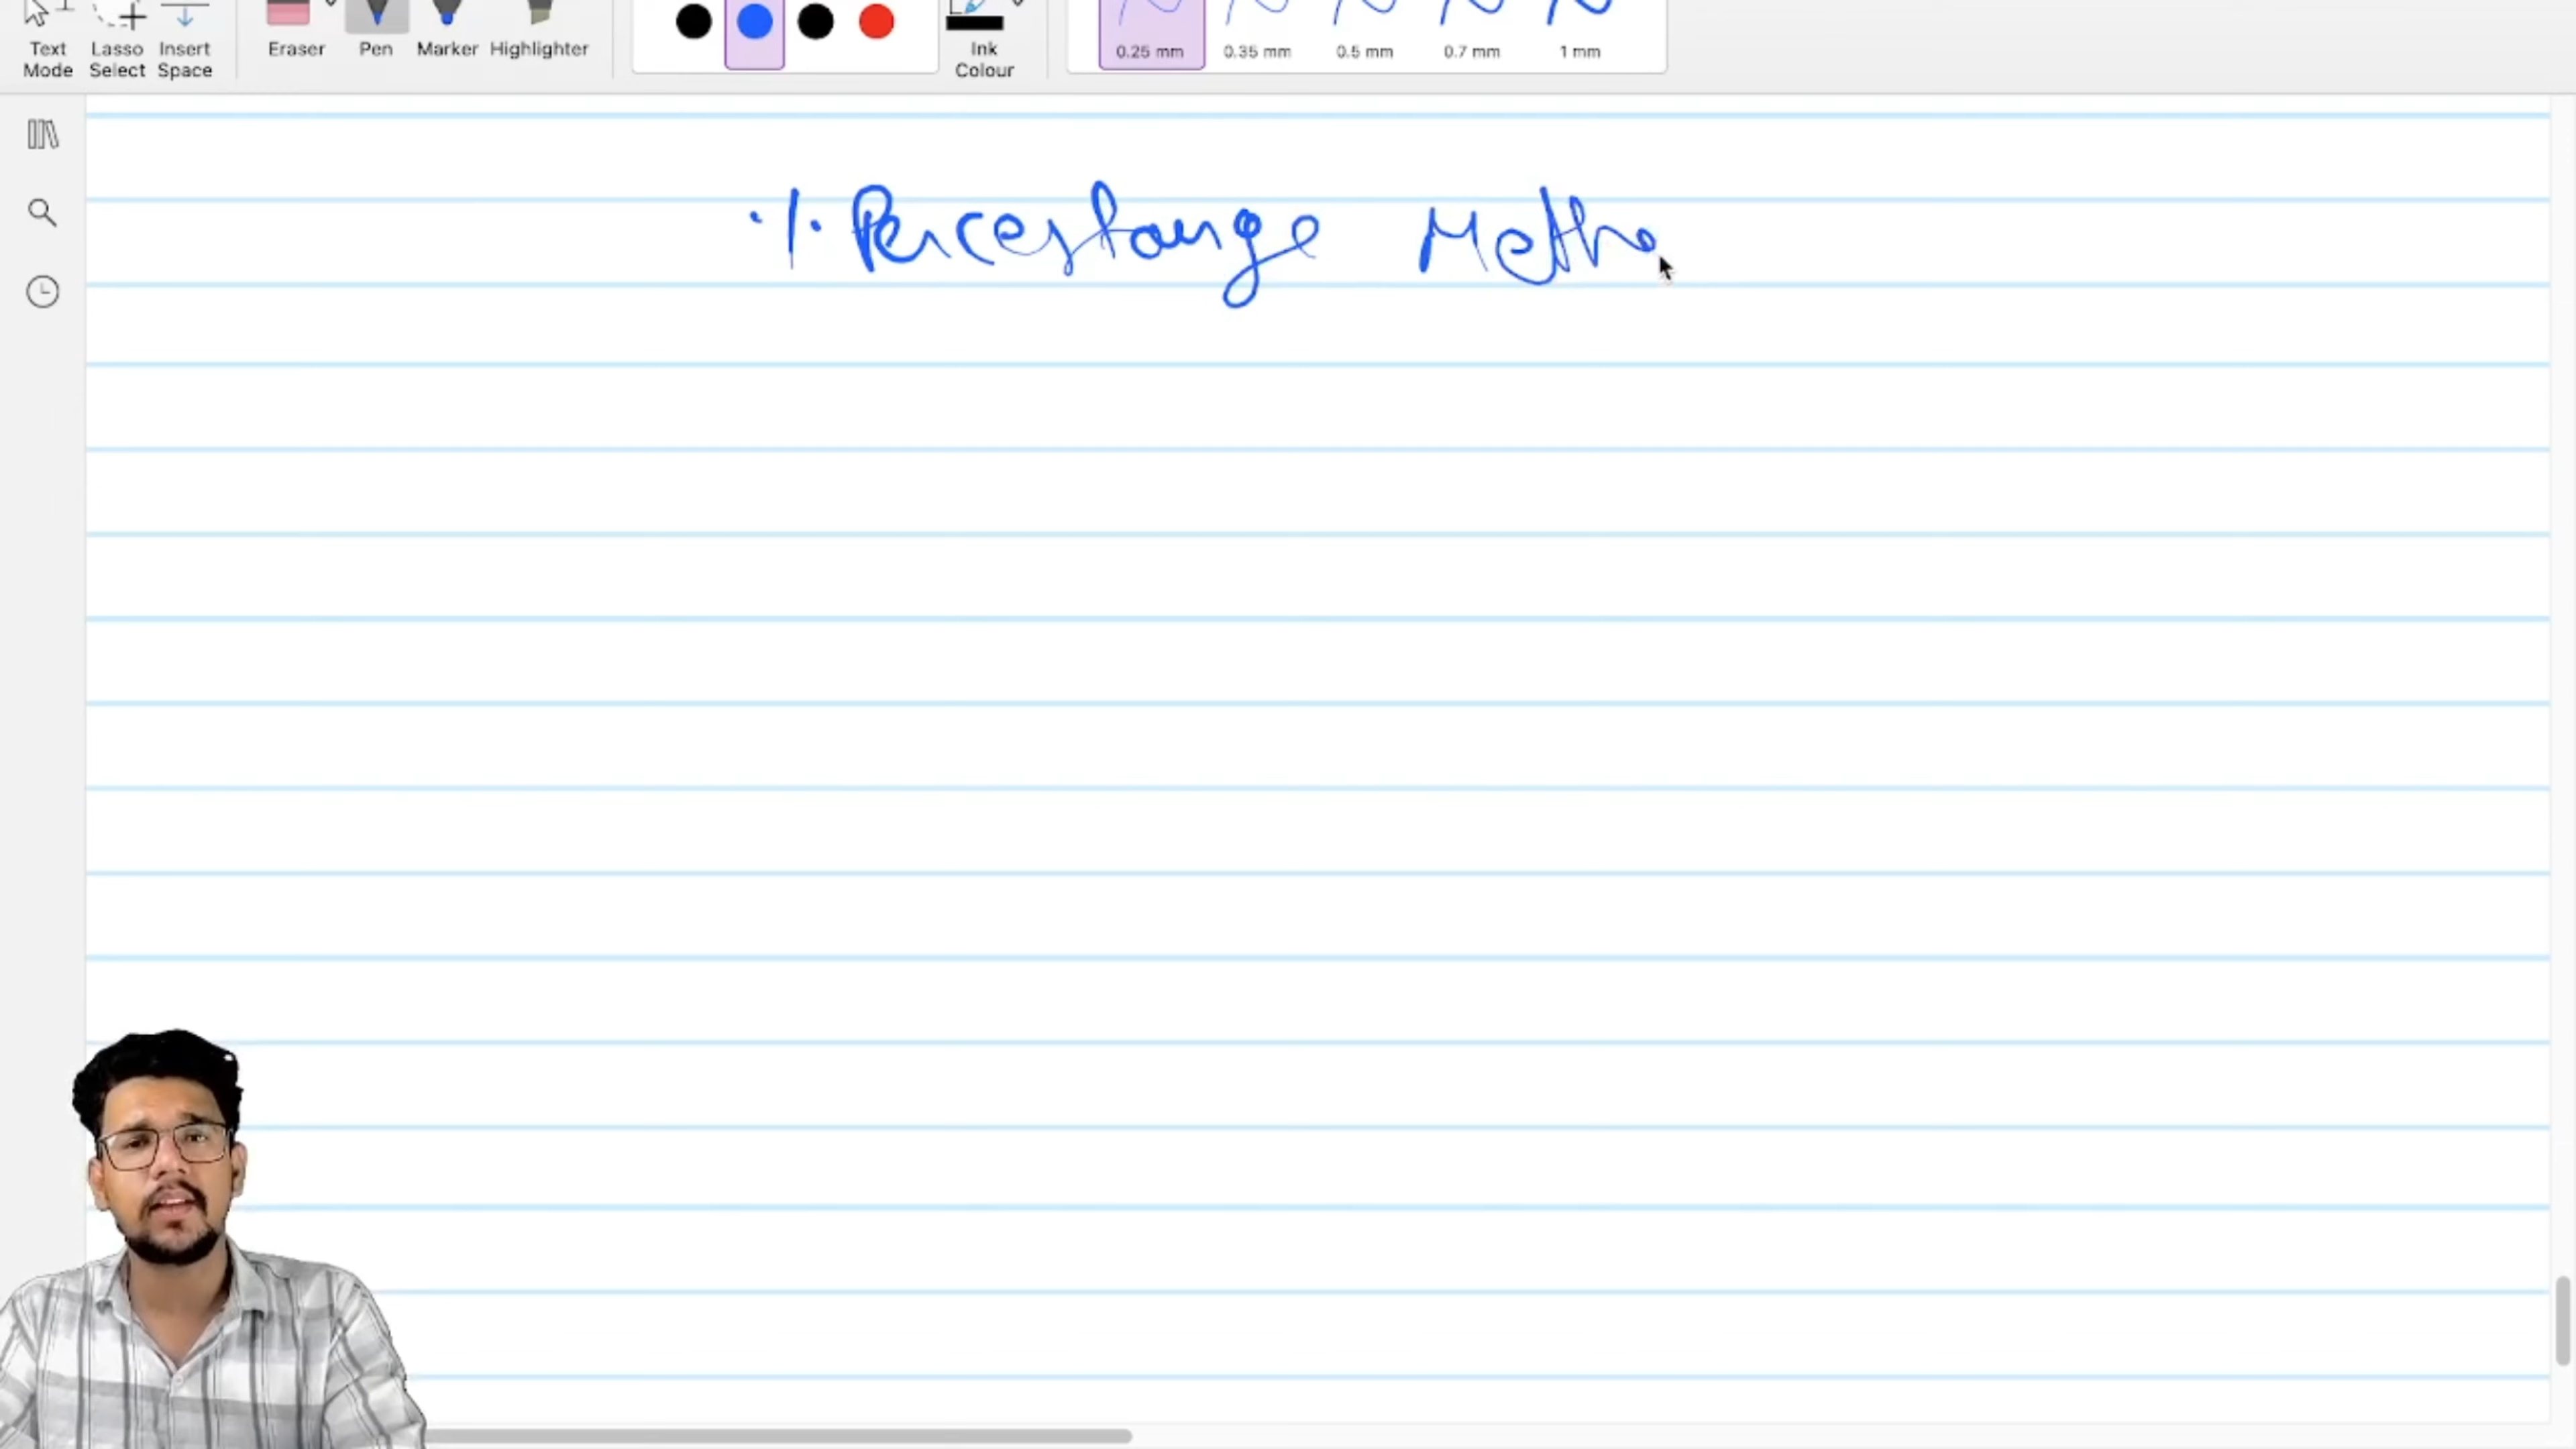 Text Mode
Lasso Select
Insert Space
Eraser
Pen
Marker
Highlighter
Ink Colour
0.25 mm
0.35 mm
0.5 mm
0.7 mm
1 mm
% Percestange Metho